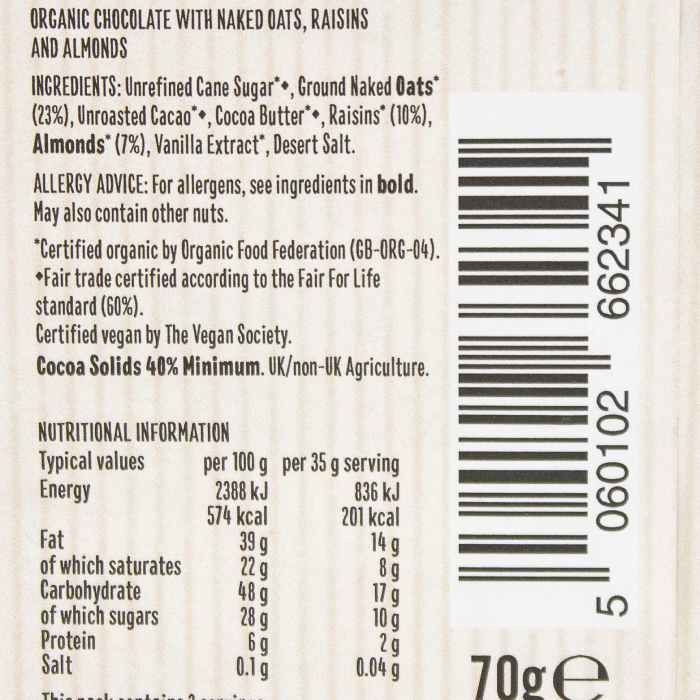 ORGANIC CHOCOLATE WITH NAKED OATS, RAISINS
AND ALMONDS
INGREDIENTS: Unrefined Cane Sugar*◆, Ground Naked Oats*
(23%), Unroasted Cacao*◆, Cocoa Butter*◆, Raisins* (10%),
Almonds* (7%), Vanilla Extract*, Desert Salt.
ALLERGY ADVICE: For allergens, see ingredients in bold.
May also contain other nuts.
*Certified organic by Organic Food Federation (GB-ORG-04).
◆Fair trade certified according to the Fair For Life
standard (60%).
Certified vegan by The Vegan Society.
Cocoa Solids 40% Minimum. UK/non-UK Agriculture.
NUTRITIONAL INFORMATION
Typical values per 100 g per 35 g serving
Energy 2388 kJ 836 kJ
574 kcal 201 kcal
Fat 39 g 14 g
of which saturates 22 g 8 g
Carbohydrate 48 g 17 g
of which sugars 28 g 10 g
Protein 6 g 2 g
Salt 0.1 g 0.04 g
This pack contains 2
5 060102 662341
70g e